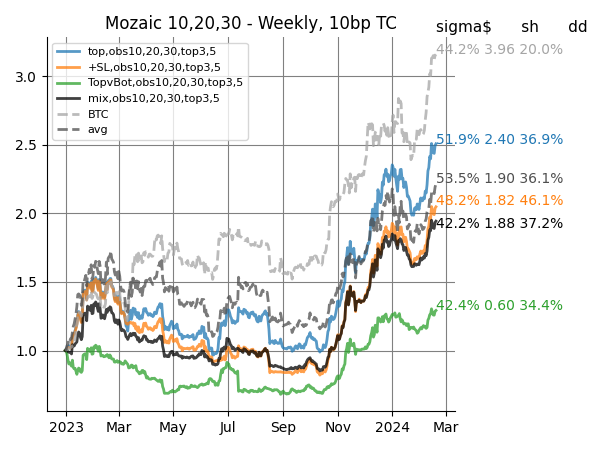 Mozaic 10,20,30 - Weekly, 10bp TC
sigma$ sh dd
top,obs10,20,30,top3,5
+SL,obs10,20,30,top3,5
TopvBot,obs10,20,30,top3,5
mix,obs10,20,30,top3,5
BTC
avg
44.2% 3.96 20.0%
51.9% 2.40 36.9%
53.5% 1.90 36.1%
48.2% 1.82 46.1%
42.2% 1.88 37.2%
42.4% 0.60 34.4%
3.0
2.5
2.0
1.5
1.0
2023 Mar May Jul Sep Nov 2024 Mar